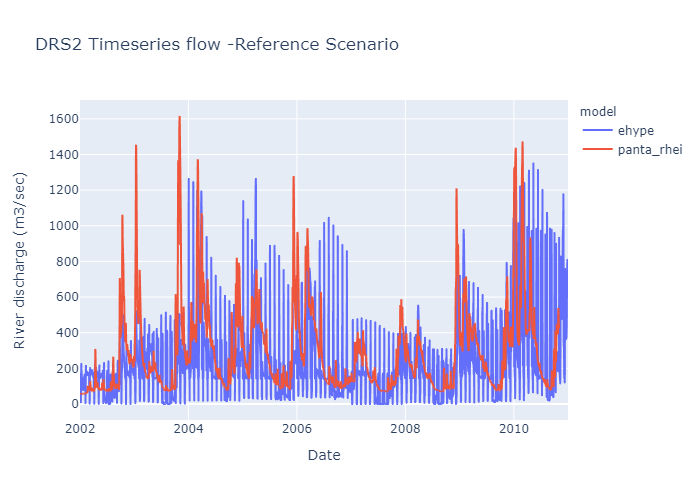 DRS2 Timeseries flow -Reference Scenario
model
ehype
panta_rhei
River discharge (m3/sec)
1600
1400
1200
1000
800
600
400
200
0
2002
2004
2006
2008
2010
Date